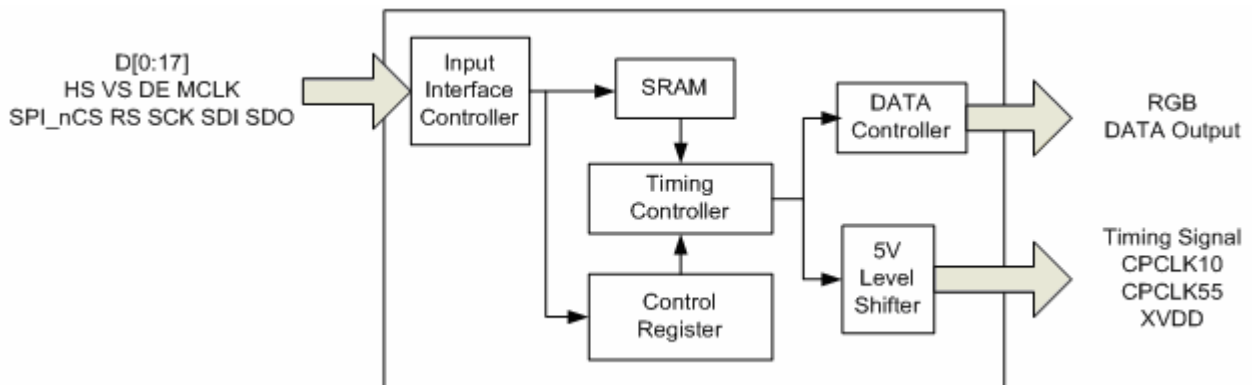 D[0:17]
HS VS DE MCLK
SPI_nCS RS SCK SDI SDO
Input
Interface
Controller
SRAM
Timing
Controller
Control
Register
DATA
Controller
5V
Level
Shifter
RGB
DATA Output
Timing Signal
CPCLK10
CPCLK55
XVDD